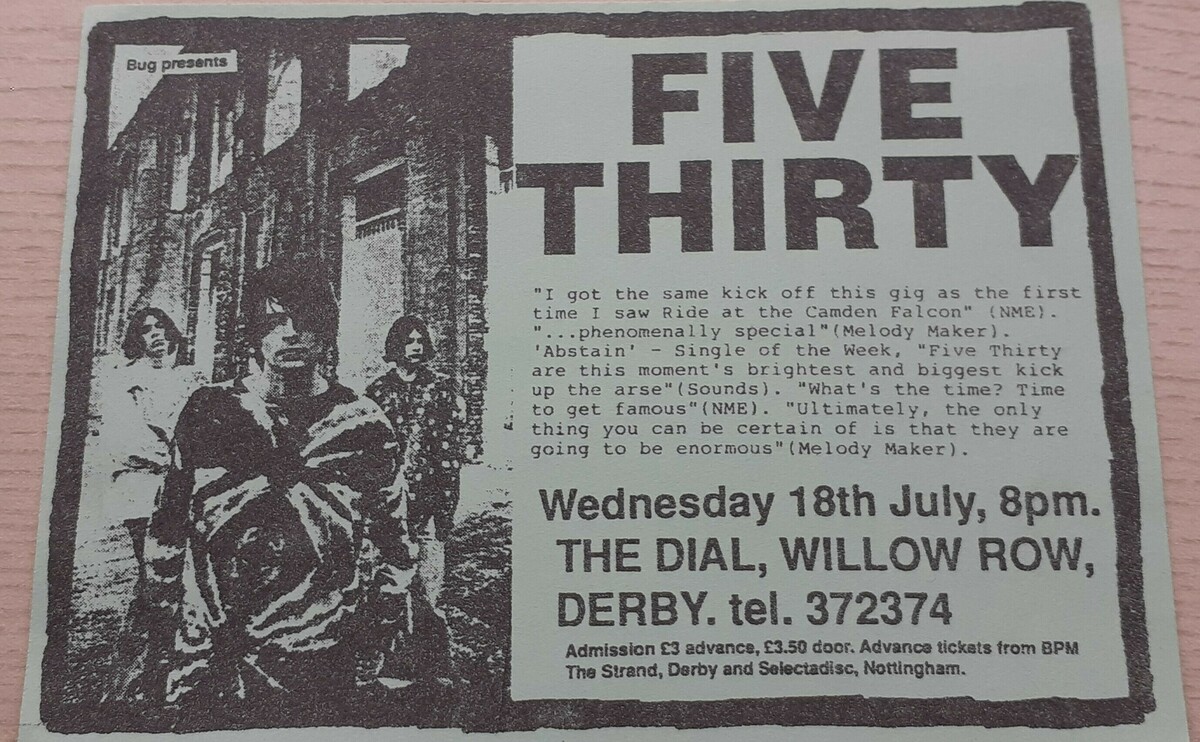 Bug presents
FIVE
THIRTY
"I got the same kick off this gig as the first
time I saw Ride at the Camden Falcon" (NME).
"...phenomenally special"(Melody Maker).
'Abstain' - Single of the Week, "Five Thirty
are this moment's brightest and biggest kick
up the arse"(Sounds). "What's the time? Time
to get famous"(NME). "Ultimately, the only
thing you can be certain of is that they are
going to be enormous"(Melody Maker).
Wednesday 18th July, 8pm.
THE DIAL, WILLOW ROW,
DERBY. tel. 372374
Admission £3 advance, £3.50 door. Advance tickets from BPM
The Strand, Derby and Selectadisc, Nottingham.